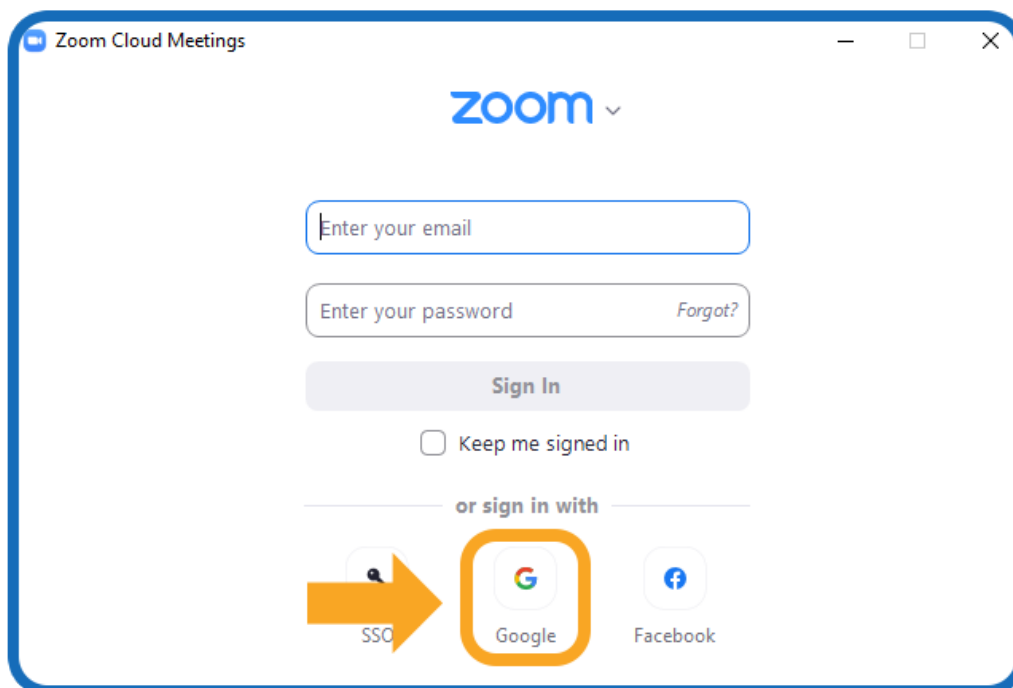 Zoom Cloud Meetings
zoom
Enter your email
Enter your password Forgot?
Sign In
Keep me signed in
or sign in with
SSO Google Facebook